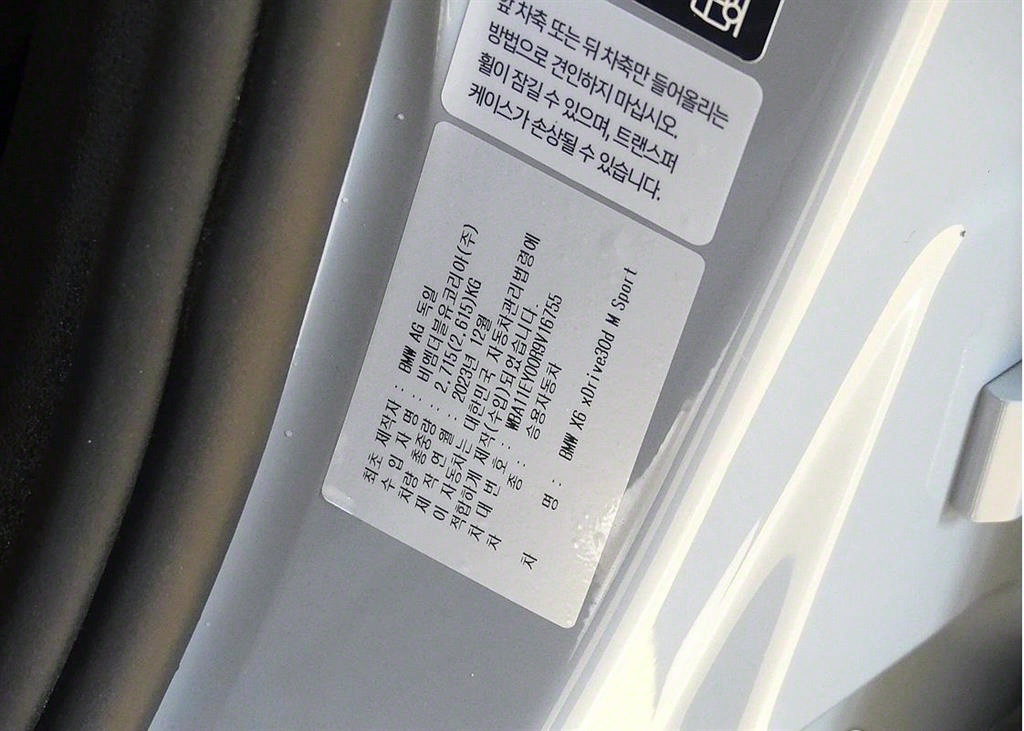 앞 차축 또는 뒤 차축만 들어올리는
방법으로 견인하지 마십시오.
휠이 잠길 수 있으며, 트랜스퍼
케이스가 손상될 수 있습니다.
최초 제작자 : BMW AG 독일
수 입 자 명 : 비엠더블유코리아(주)
차량 총중량 : 2.715(2.615)KG
제 작 연 월 : 2023년 12월
이 자동차는 대한민국 자동차관리법령에
적합하게 제작(수입)되었습니다.
차 대 번 호 : WRA11EY00R9V16755
차 종 : 승용자동차
차 명 : BMW X6 xDrive30d M Sport